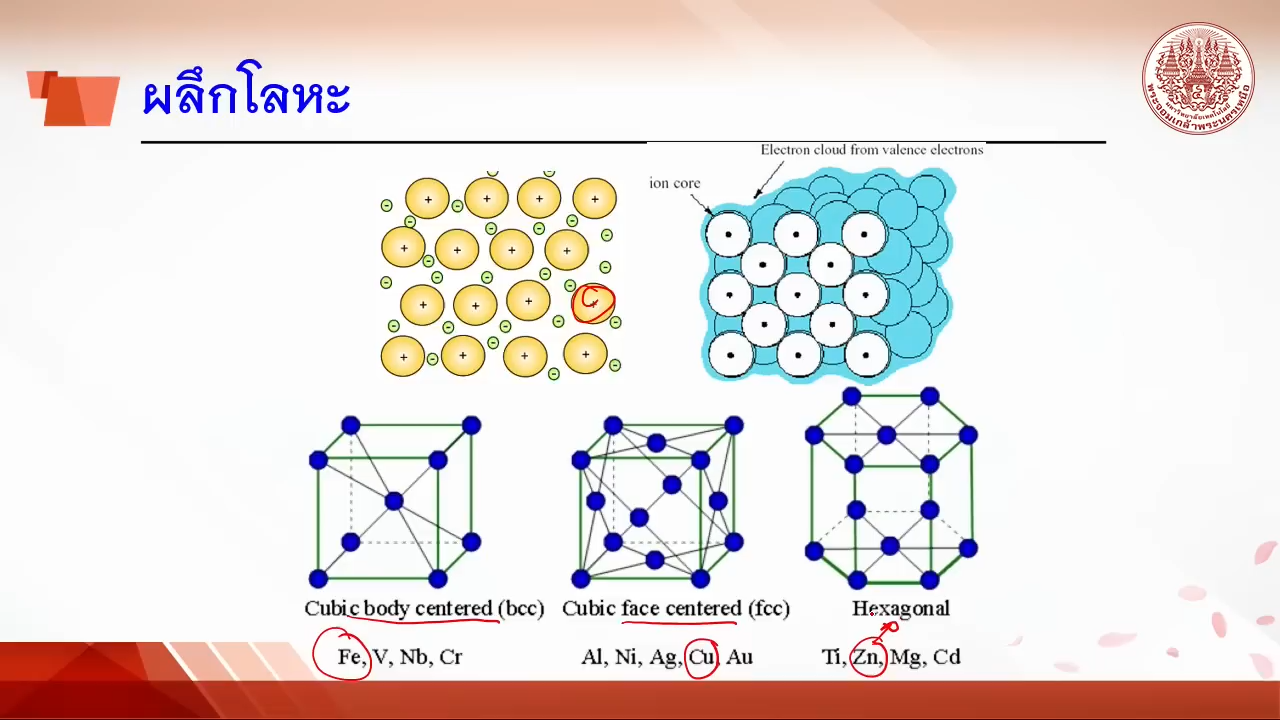 ผลึกโลหะ
Electron cloud from valence electrons
ion core
Cubic body centered (bcc)
Cubic face centered (fcc)
Hexagonal
Fe, V, Nb, Cr
Al, Ni, Ag, Cu, Au
Ti, Zn, Mg, Cd